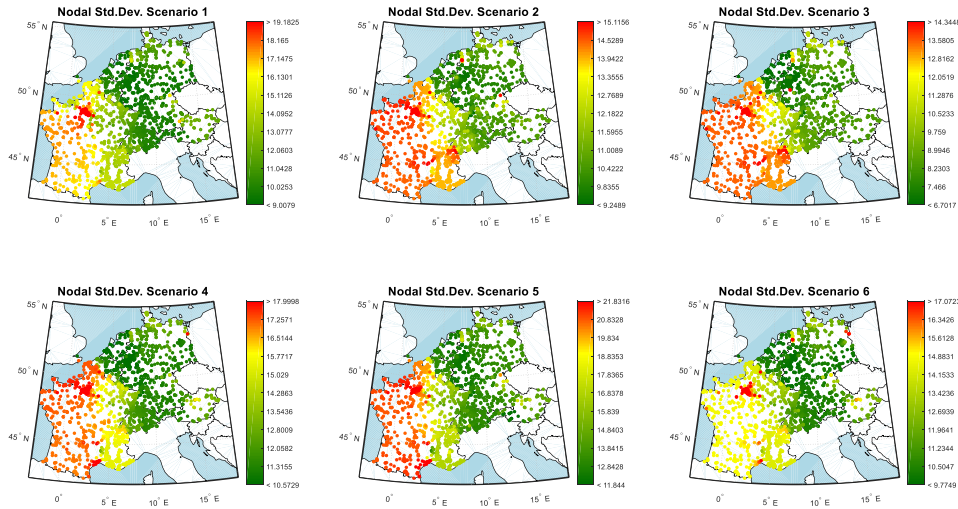 Nodal Std.Dev. Scenario 1
55° N
50° N
45° N
0°
5° E
10° E
15° E
> 19.1825
18.165
17.1475
16.1301
15.1126
14.0952
13.0777
12.0603
11.0428
10.0253
< 9.0079
Nodal Std.Dev. Scenario 2
55° N
50° N
45° N
0°
5° E
10° E
15° E
> 15.1156
14.5289
13.9422
13.3555
12.7689
12.1822
11.5955
11.0089
10.4222
9.8355
< 9.2489
Nodal Std.Dev. Scenario 3
55° N
50° N
45° N
0°
5° E
10° E
15° E
> 14.3448
13.5805
12.8162
12.0519
11.2876
10.5233
9.759
8.9946
8.2303
7.466
< 6.7017
Nodal Std.Dev. Scenario 4
55° N
50° N
45° N
0°
5° E
10° E
15° E
> 17.9998
17.2571
16.5144
15.7717
15.029
14.2863
13.5436
12.8009
12.0582
11.3155
< 10.5729
Nodal Std.Dev. Scenario 5
55° N
50° N
45° N
0°
5° E
10° E
15° E
> 21.8316
20.8328
19.834
18.8353
17.8365
16.8378
15.839
14.8403
13.8415
12.8428
< 11.844
Nodal Std.Dev. Scenario 6
55° N
50° N
45° N
0°
5° E
10° E
15° E
> 17.0723
16.3426
15.6128
14.8831
14.1533
13.4236
12.6939
11.9641
11.2344
10.5047
< 9.7749